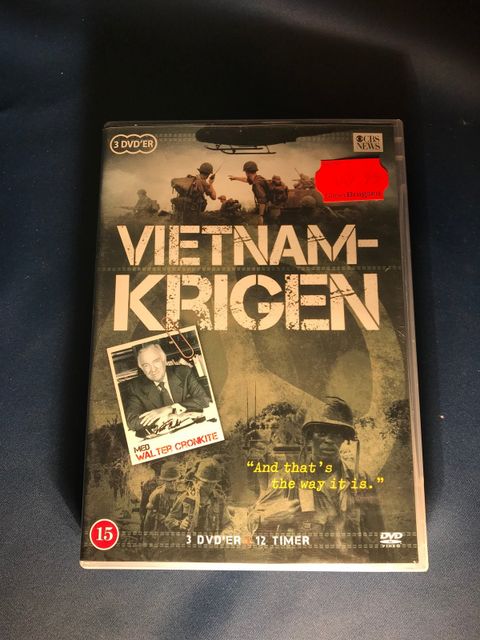 3 DVD'ER
CBS
NEWS
VIETNAM-
KRIGEN
MED
WALTER CRONKITE
"And that's
the way it is."
15
3 DVD'ER 12 TIMER
DVD
VIDEO